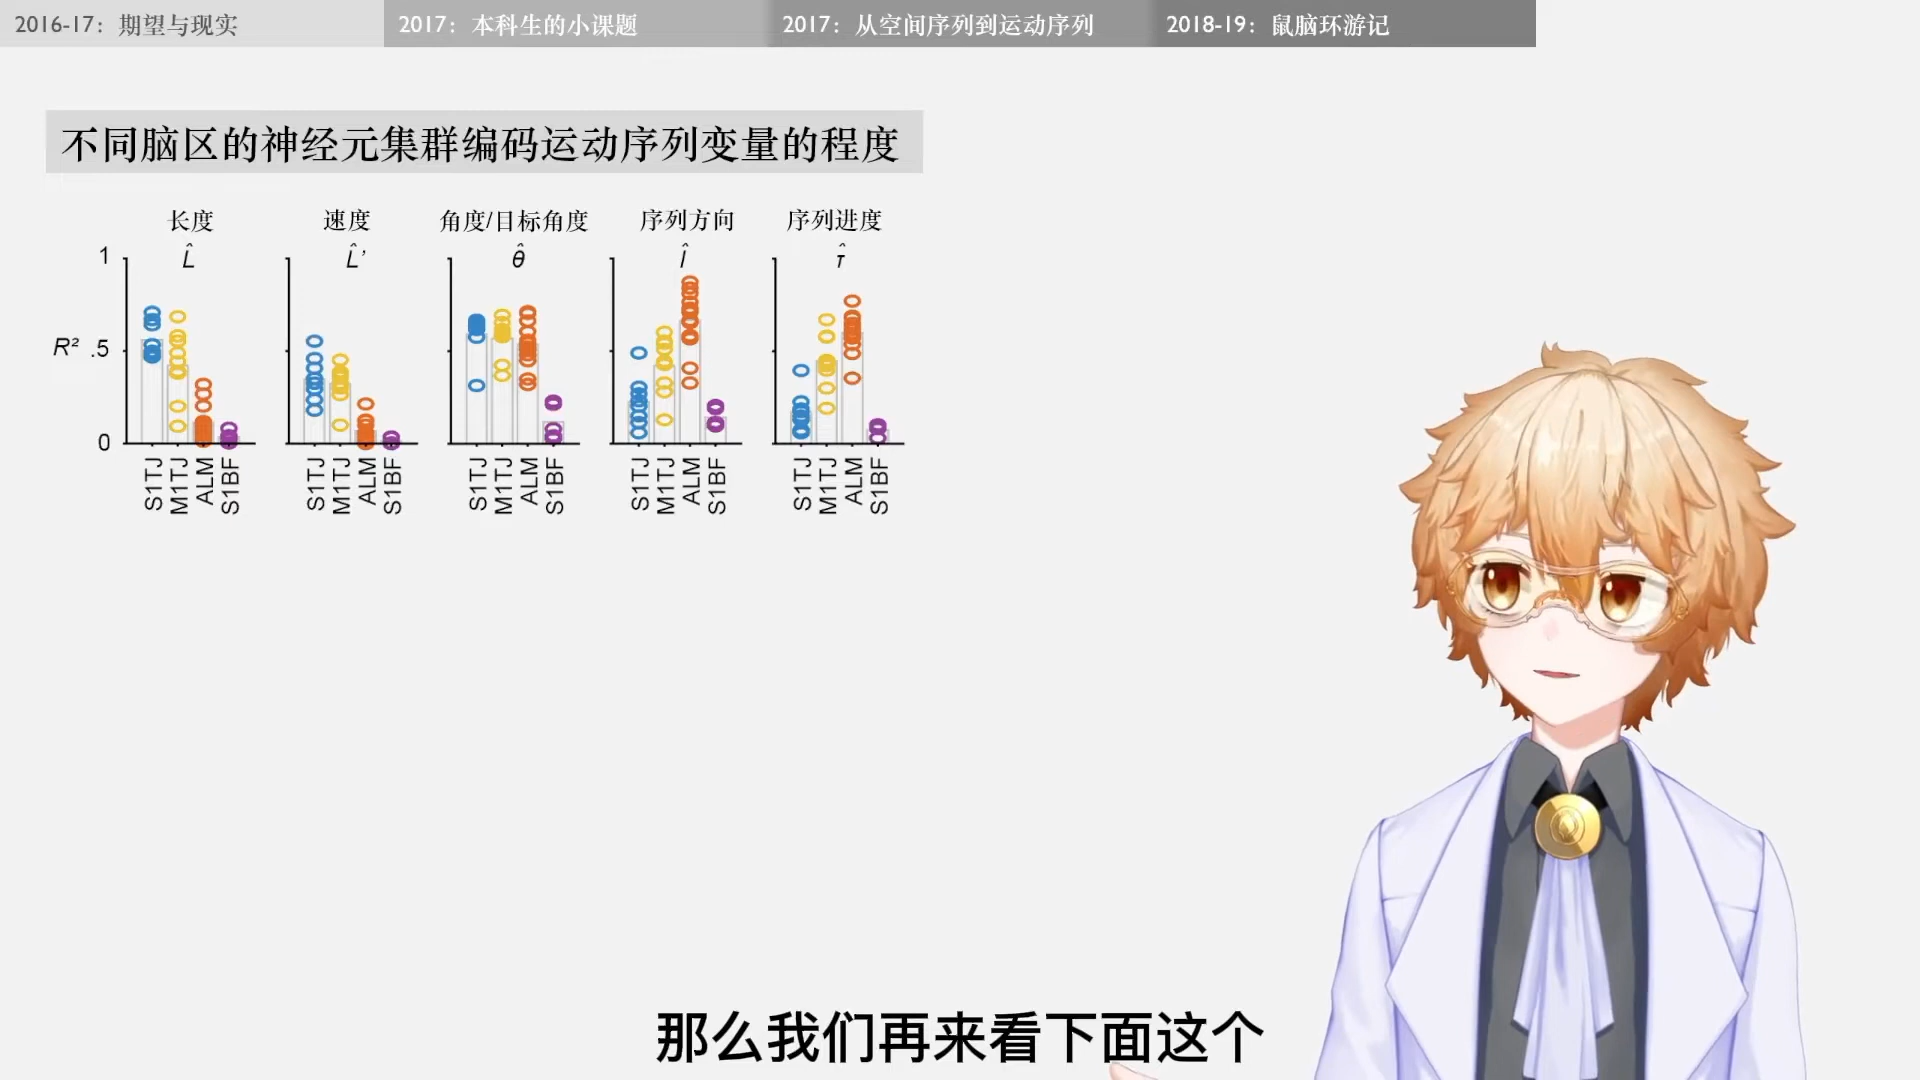 2016-17：期望与现实
2017：本科生的小课题
2017：从空间序列到运动序列
2018-19：鼠脑环游记
不同脑区的神经元集群编码运动序列变量的程度
长度 速度 角度/目标角度 序列方向 序列进度
L̂ L̂’ θ̂ Î τ̂
1
R² .5
0
S1TJ M1TJ ALM S1BF S1TJ M1TJ ALM S1BF S1TJ M1TJ ALM S1BF S1TJ M1TJ ALM S1BF S1TJ M1TJ ALM S1BF
那么我们再来看下面这个